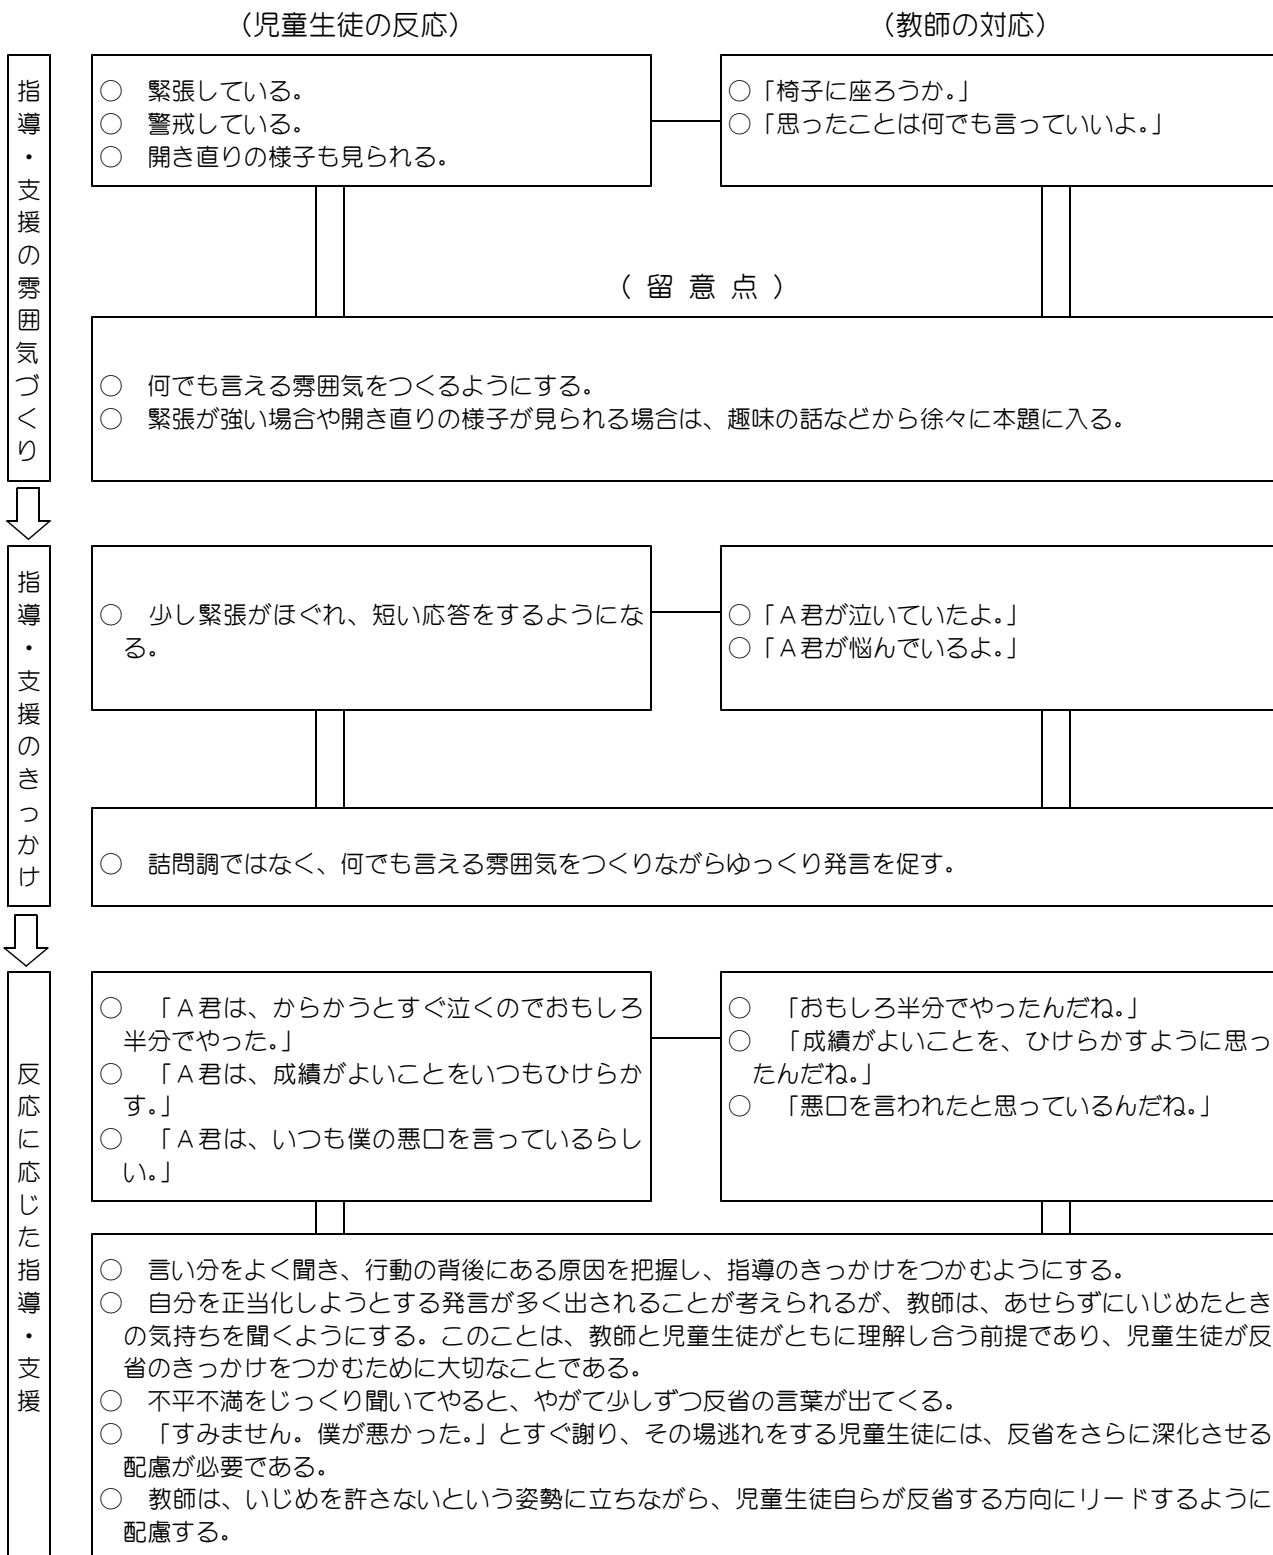 （児童生徒の反応）
（教師の対応）
指導・支援の雰囲気づくり
○　緊張している。
○　警戒している。
○　開き直りの様子も見られる。
○「椅子に座ろうか。」
○「思ったことは何でも言っていいよ。」
（ 留 意 点 ）
○　何でも言える雰囲気をつくるようにする。
○　緊張が強い場合や開き直りの様子が見られる場合は、趣味の話などから徐々に本題に入る。
指導・支援のきっかけ
○　少し緊張がほぐれ、短い応答をするようにな
る。
○「Ａ君が泣いていたよ。」
○「Ａ君が悩んでいるよ。」
○　詰問調ではなく、何でも言える雰囲気をつくりながらゆっくり発言を促す。
反応に応じた指導・支援
○　「Ａ君は、からかうとすぐ泣くのでおもしろ
半分でやった。」
○　「Ａ君は、成績がよいことをいつもひけらか
す。」
○　「Ａ君は、いつも僕の悪口を言っているらし
い。」
○　「おもしろ半分でやったんだね。」
○　「成績がよいことを、ひけらかすように思っ
たんだね。」
○　「悪口を言われたと思っているんだね。」
○　言い分をよく聞き、行動の背後にある原因を把握し、指導のきっかけをつかむようにする。
○　自分を正当化しようとする発言が多く出されることが考えられるが、教師は、あせらずにいじめたとき
の気持ちを聞くようにする。このことは、教師と児童生徒がともに理解し合う前提であり、児童生徒が反
省のきっかけをつかむために大切なことである。
○　不平不満をじっくり聞いてやると、やがて少しずつ反省の言葉が出てくる。
○　「すみません。僕が悪かった。」とすぐ謝り、その場逃れをする児童生徒には、反省をさらに深化させる
配慮が必要である。
○　教師は、いじめを許さないという姿勢に立ちながら、児童生徒自らが反省する方向にリードするように
配慮する。